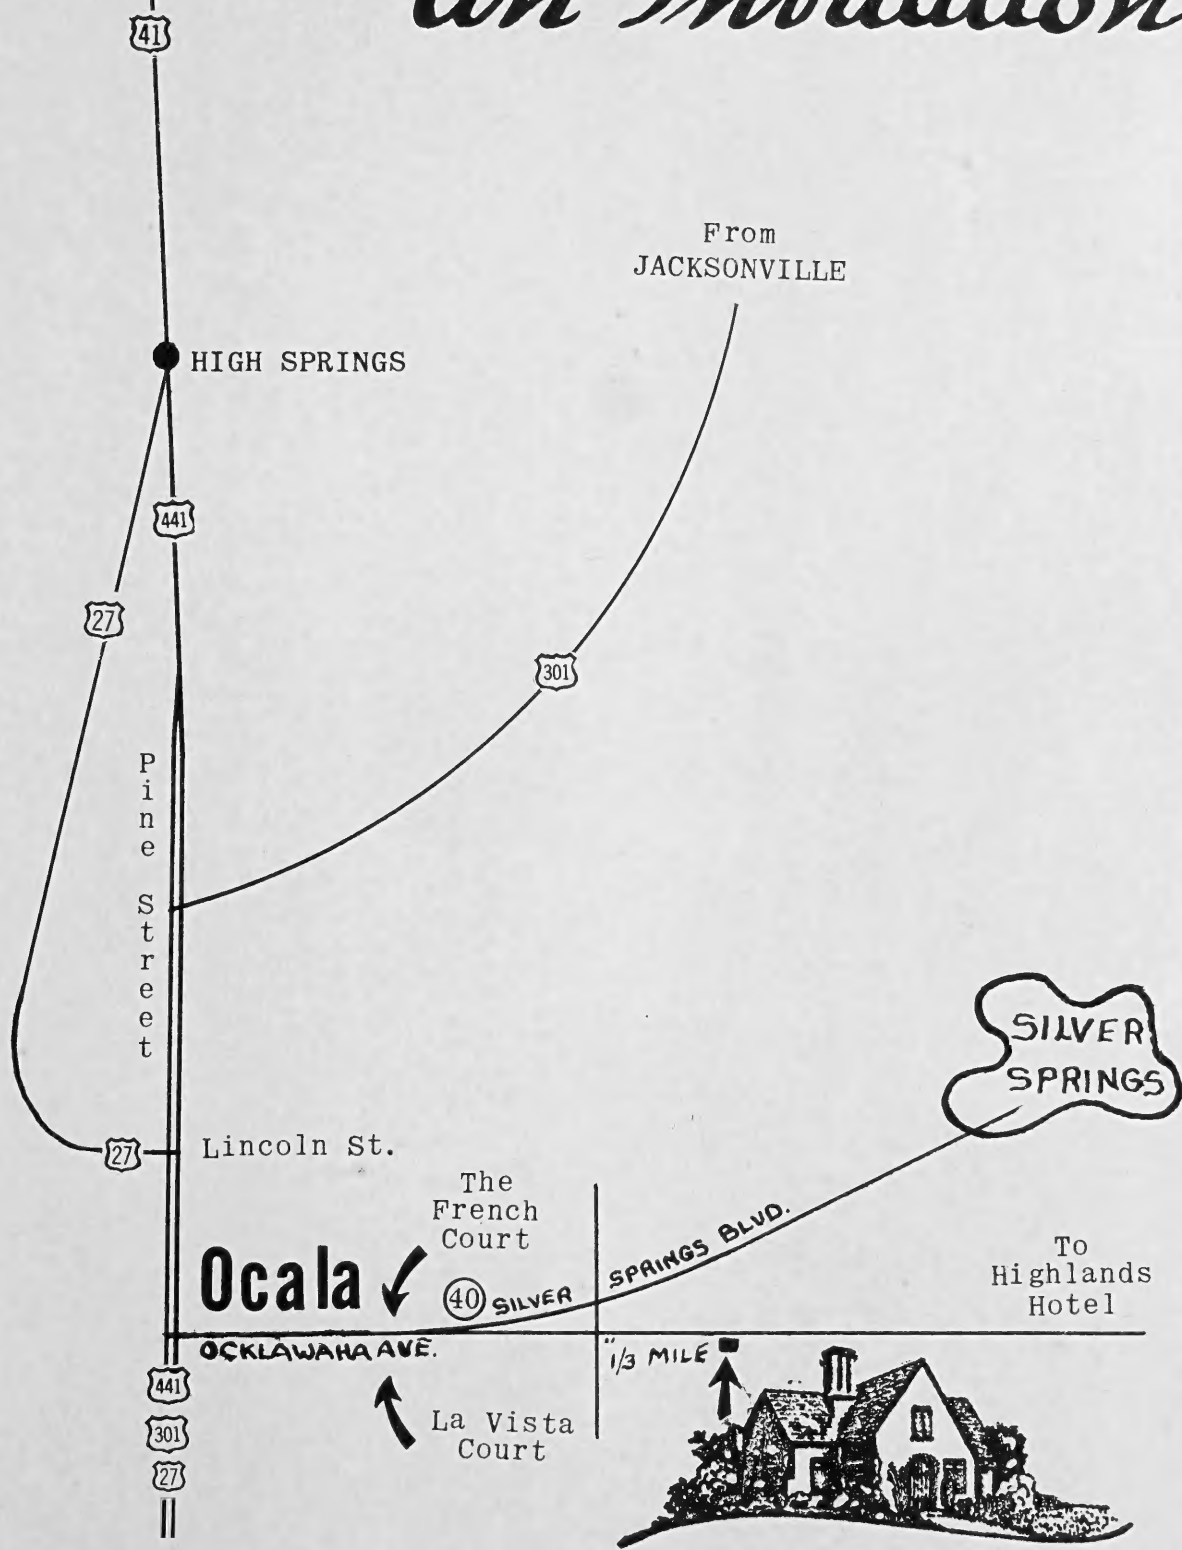 an invitation
41
From
JACKSONVILLE
HIGH SPRINGS
441
27
301
Pine Street
SILVER
SPRINGS
27
Lincoln St.
The
French
Court
Ocala
40 SILVER SPRINGS BLVD.
To
Highlands
Hotel
OCKLAWAHA AVE.
"1/3 MILE
441
301
27
La Vista
Court